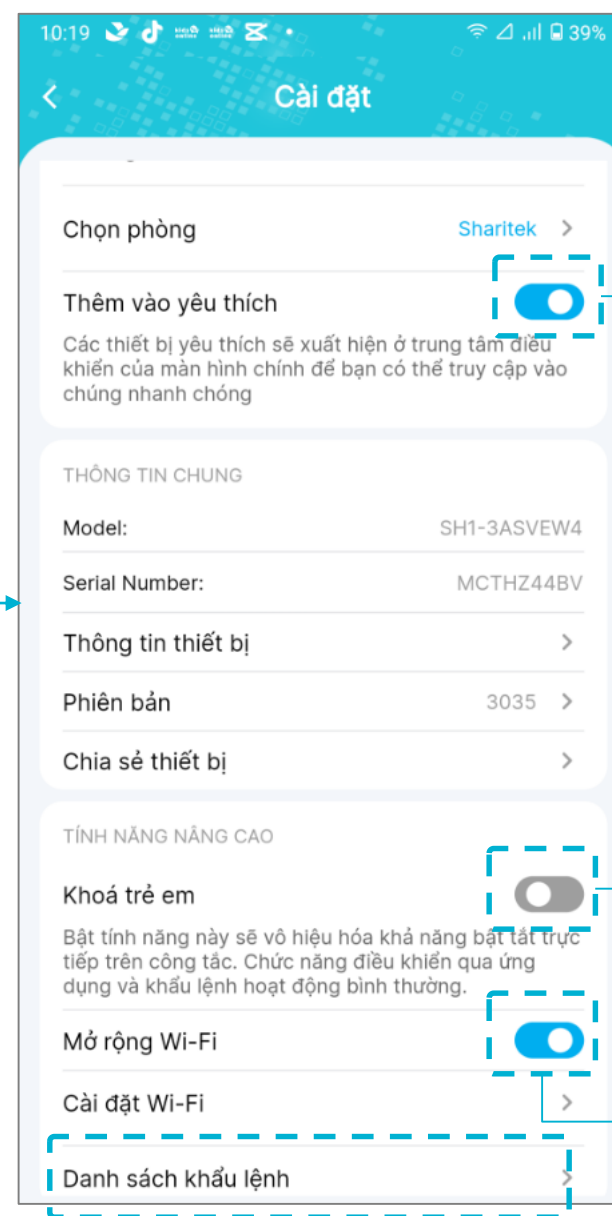 10:19 39%
Cài đặt
Chọn phòng Sharitek
Thêm vào yêu thích
Các thiết bị yêu thích sẽ xuất hiện ở trung tâm điều
khiển của màn hình chính để bạn có thể truy cập vào
chúng nhanh chóng
THÔNG TIN CHUNG
Model: SH1-3ASVEW4
Serial Number: MCTHZ44BV
Thông tin thiết bị
Phiên bản 3035
Chia sẻ thiết bị
TÍNH NĂNG NÂNG CAO
Khoá trẻ em
Bật tính năng này sẽ vô hiệu hóa khả năng bật tắt trực
tiếp trên công tắc. Chức năng điều khiển qua ứng
dụng và khẩu lệnh hoạt động bình thường.
Mở rộng Wi-Fi
Cài đặt Wi-Fi
Danh sách khẩu lệnh